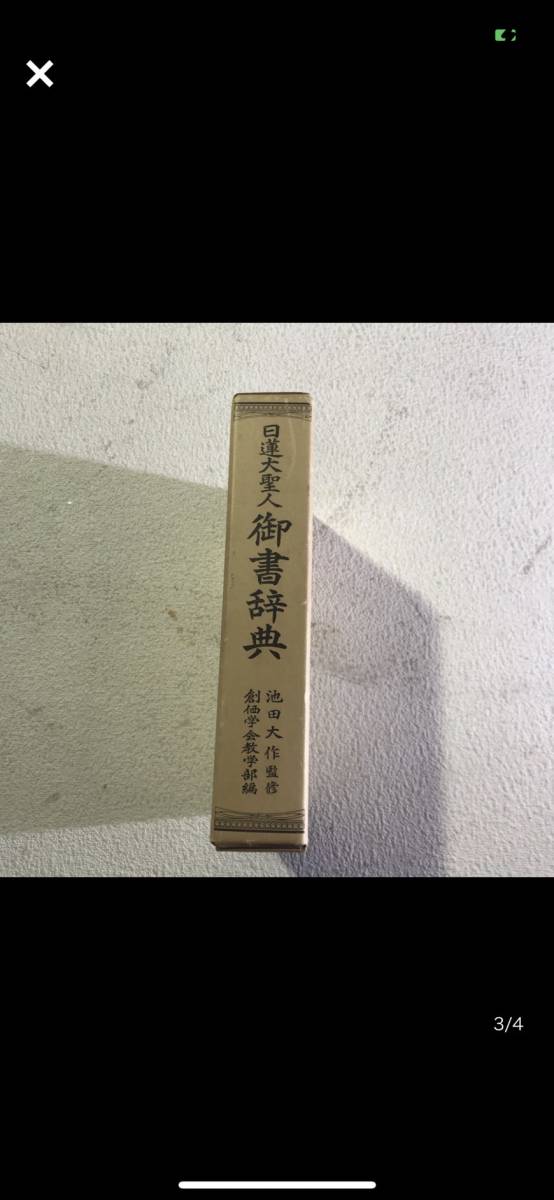 日蓮大聖人御書辞典
池田大作監修
創価学会教学部編
3/4